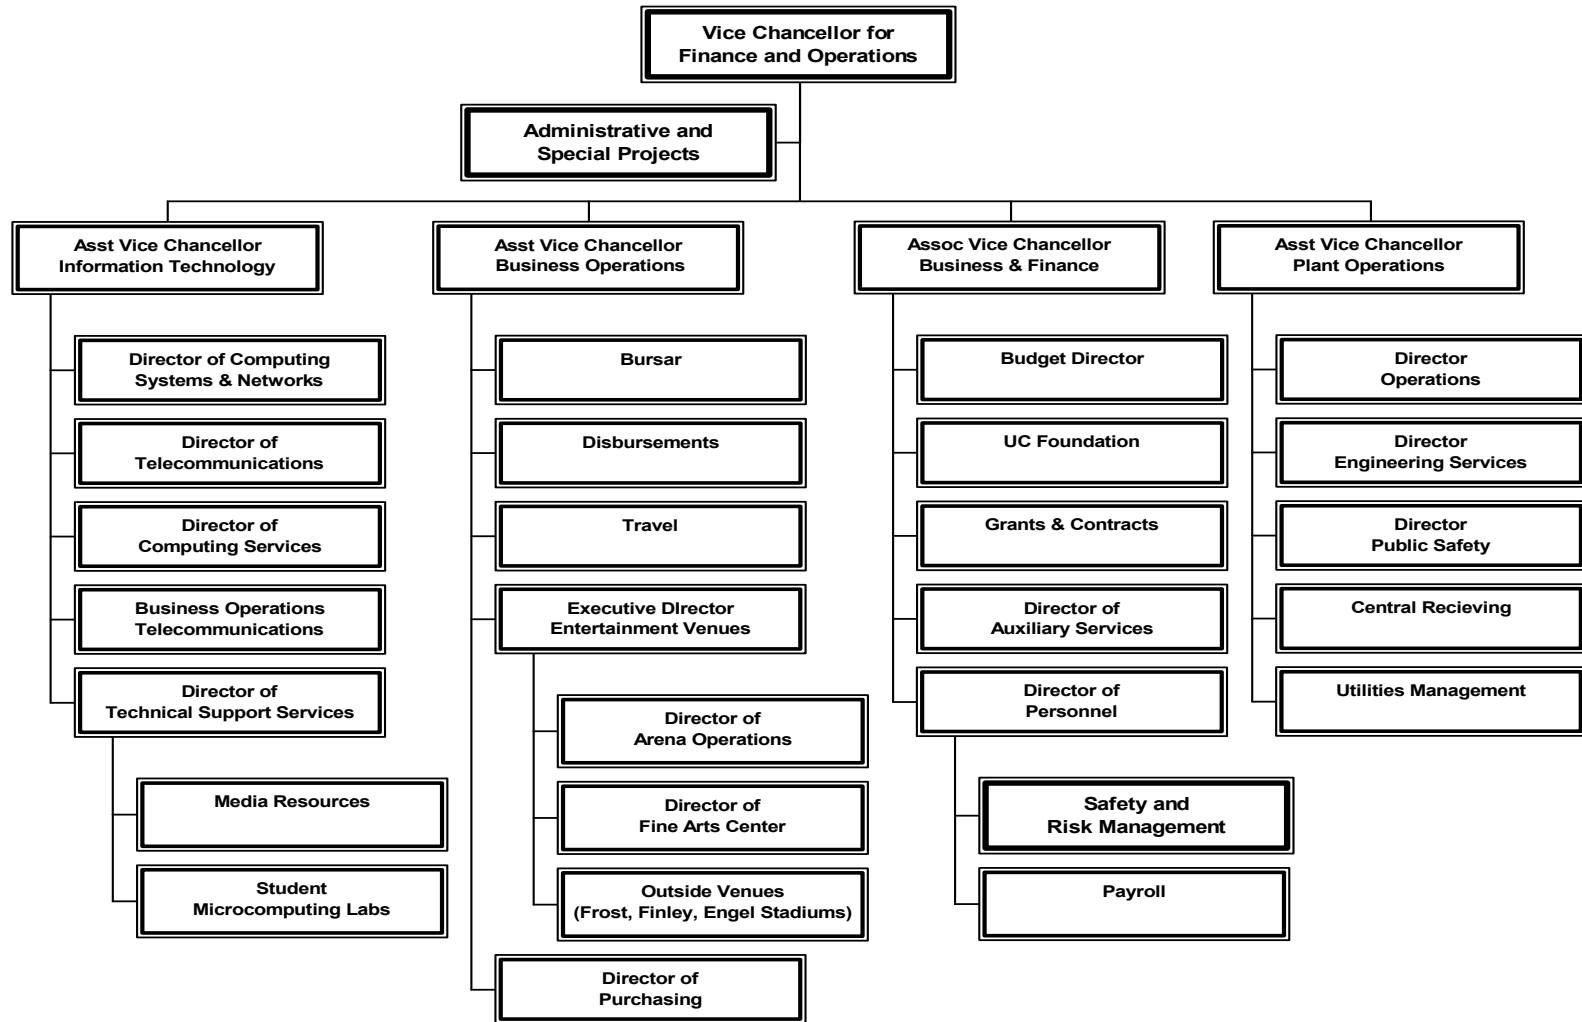 Vice Chancellor for
Finance and Operations
Administrative and
Special Projects
Asst Vice Chancellor
Information Technology
Director of Computing
Systems & Networks
Director of
Telecommunications
Director of
Computing Services
Business Operations
Telecommunications
Director of
Technical Support Services
Media Resources
Student
Microcomputing Labs
Asst Vice Chancellor
Business Operations
Bursar
Disbursements
Travel
Executive DIrector
Entertainment Venues
Director of
Arena Operations
Director of
Fine Arts Center
Outside Venues
(Frost, Finley, Engel Stadiums)
Director of
Purchasing
Assoc Vice Chancellor
Business & Finance
Budget Director
UC Foundation
Grants & Contracts
Director of
Auxiliary Services
Director of
Personnel
Safety and
Risk Management
Payroll
Asst Vice Chancellor
Plant Operations
Director
Operations
Director
Engineering Services
Director
Public Safety
Central Recieving
Utilities Management